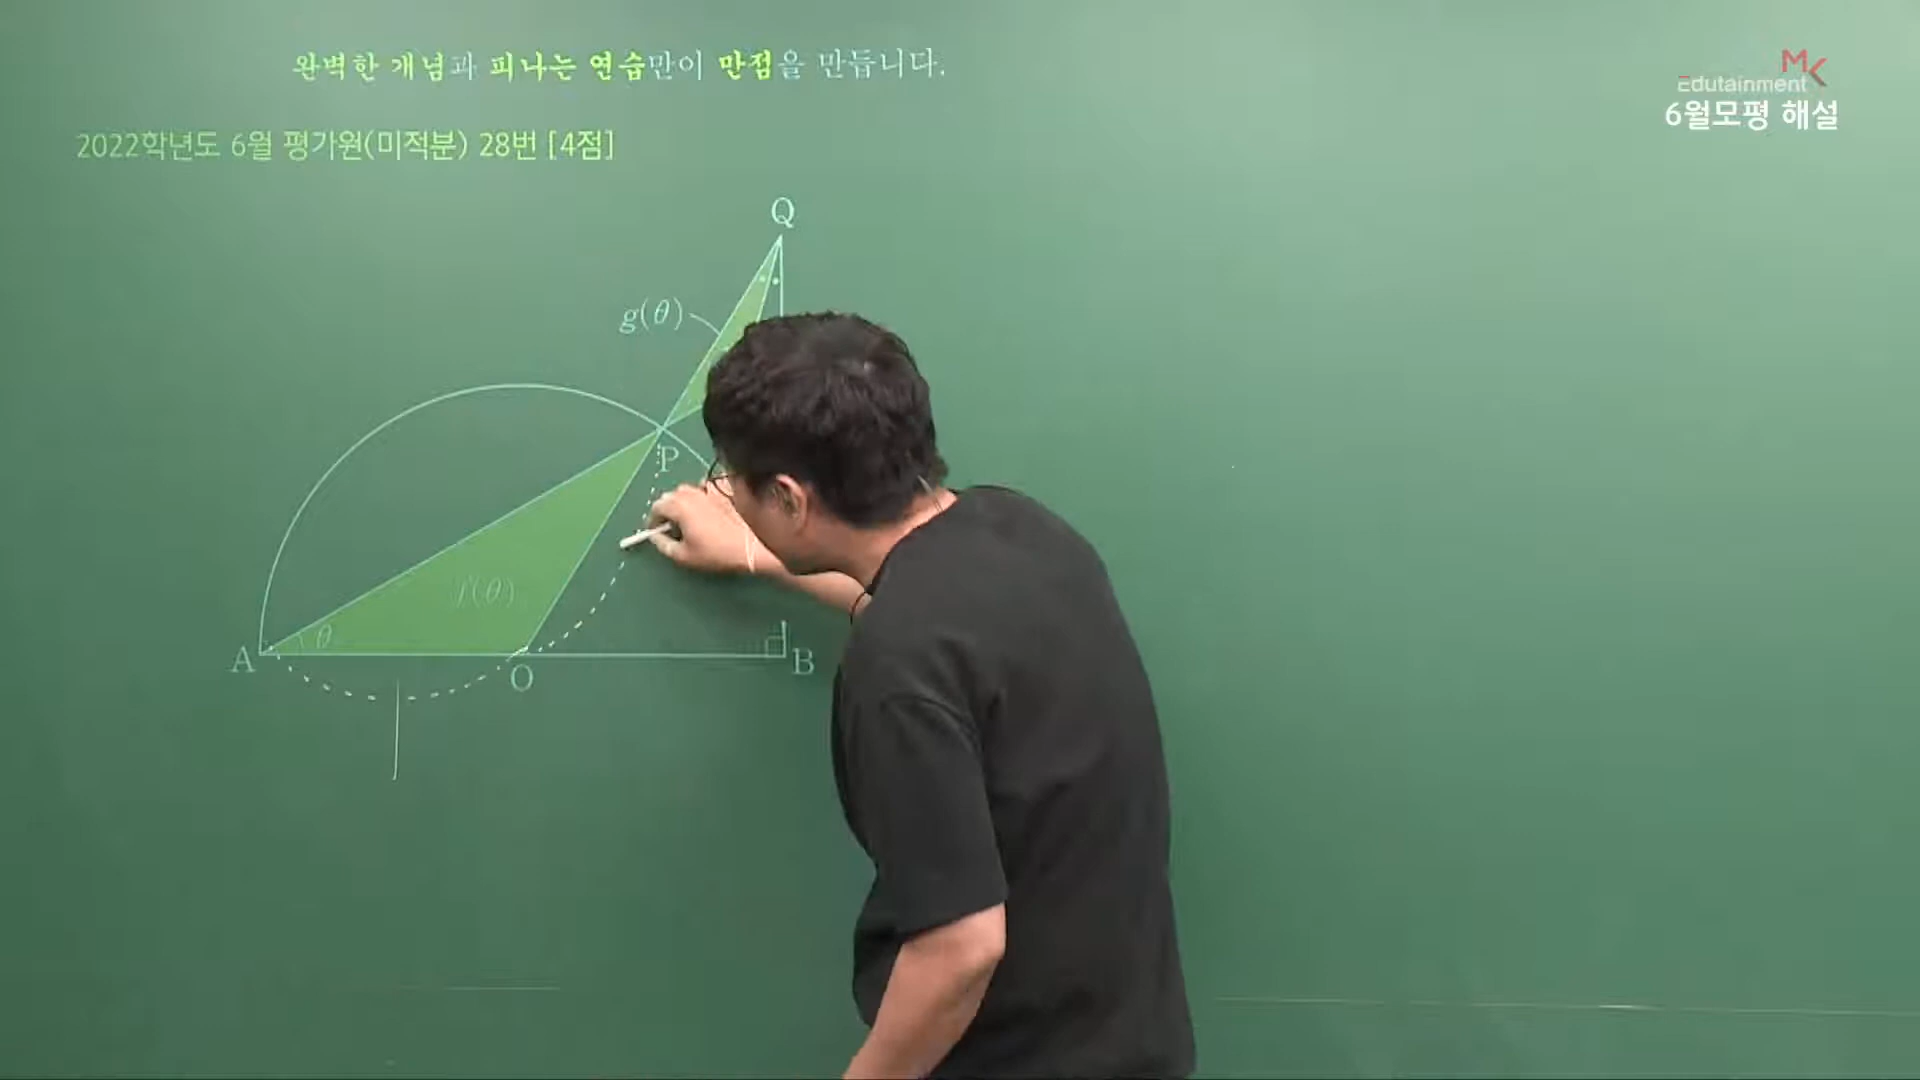 완벽한 개념과 피나는 연습만이 만점을 만듭니다.
MK
Edutainment
6월모평 해설
2022학년도 6월 평가원(미적분) 28번 [4점]
Q
g(θ)
P
f(θ)
A
θ
O
B